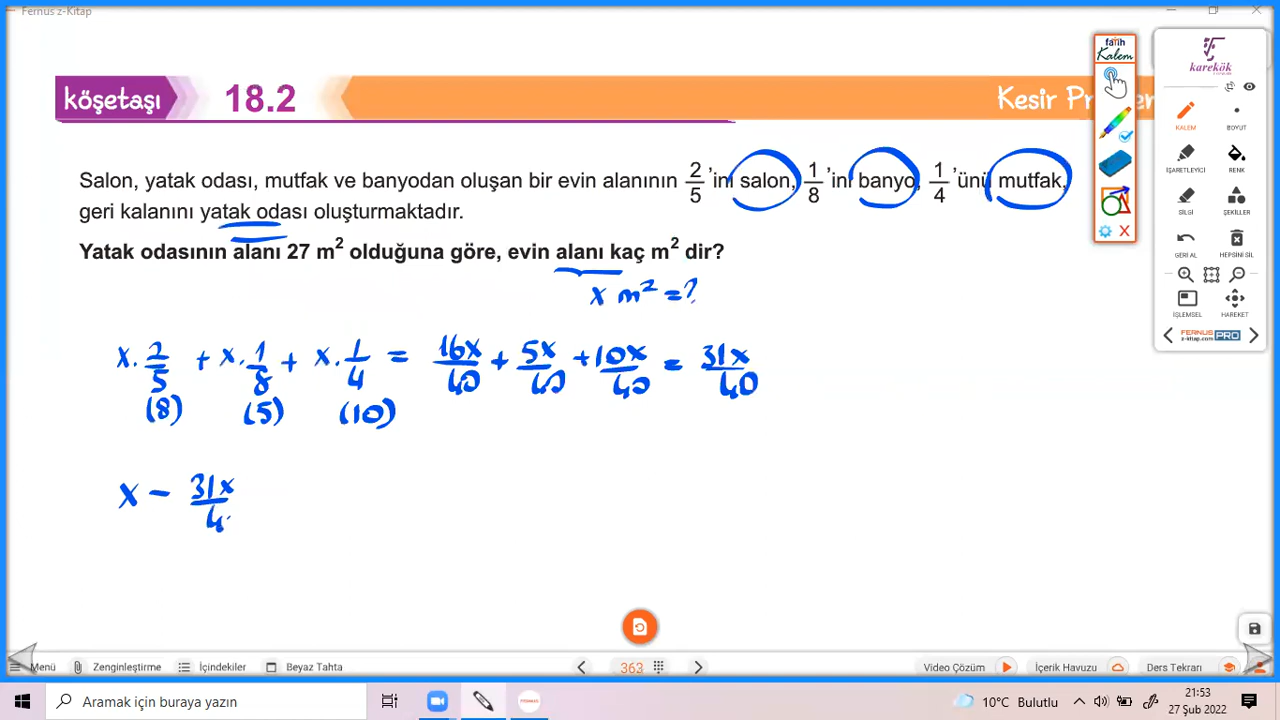 Fernus z-Kitap
fatih
Kalem
karekök
köşetaşı 18.2 Kesir Pr
KALEM BOYUT
Salon, yatak odası, mutfak ve banyodan oluşan bir evin alanının 2/5 'ini salon, 1/8 'ini banyo, 1/4 'ünü mutfak,
geri kalanını yatak odası oluşturmaktadır.
İŞARETLEYİCİ RENK
SİLGİ ŞEKİLLER
Yatak odasının alanı 27 m² olduğuna göre, evin alanı kaç m² dir?
GERİ AL HEPSİNİ SİL
x m² = ?
İŞLEMSEL HAREKET
FERNUS PRO
z-kitap.com
x · 2/5 + x · 1/8 + x · 1/4 = 16x/40 + 5x/40 + 10x/40 = 31x/40
(8) (5) (10)
x − 31x/4
Menü Zenginleştirme İçindekiler Beyaz Tahta 363 Video Çözüm İçerik Havuzu Ders Tekrarı
Aramak için buraya yazın 10°C Bulutlu 21:53
27 Şub 2022